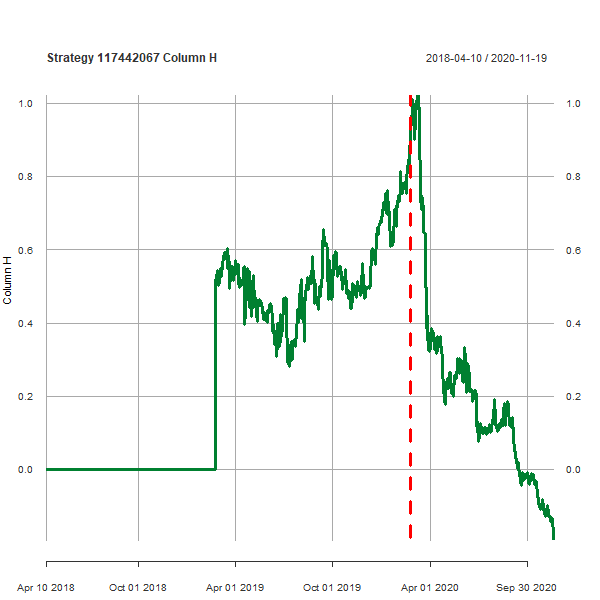 Strategy 117442067 Column H
2018-04-10 / 2020-11-19
1.0
0.8
0.6
0.4
0.2
0.0
Column H
1.0
0.8
0.6
0.4
0.2
0.0
Apr 10 2018
Oct 01 2018
Apr 01 2019
Oct 01 2019
Apr 01 2020
Sep 30 2020